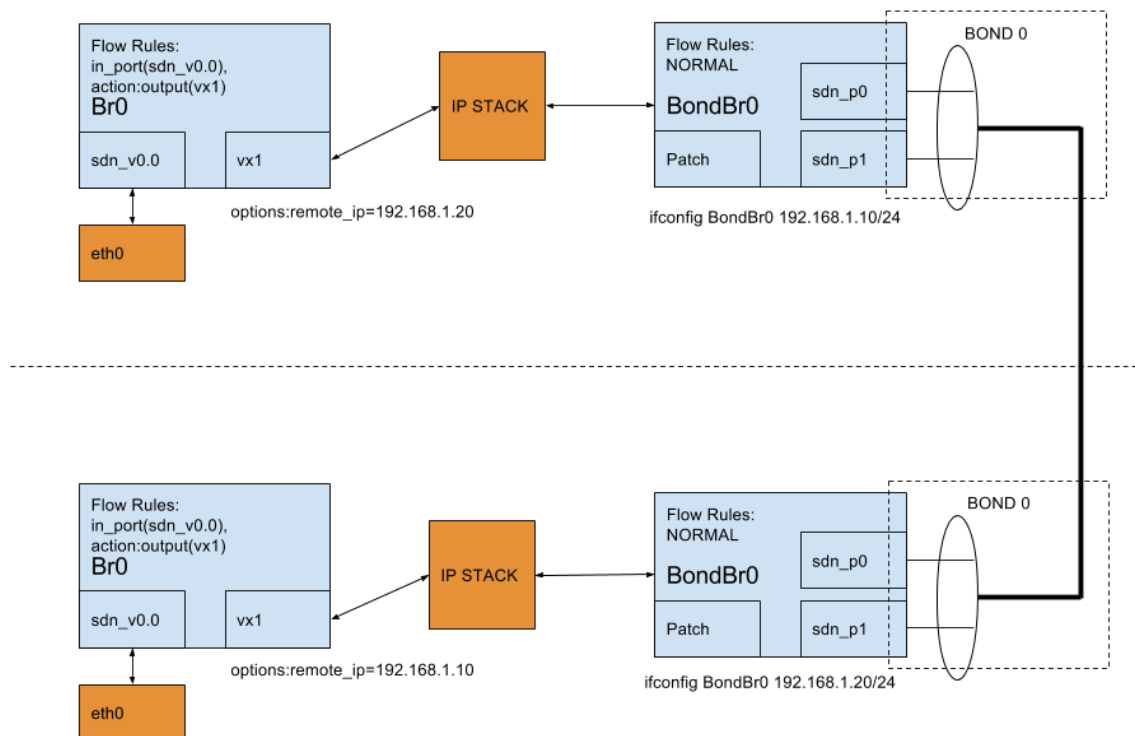 Flow Rules:
in_port(sdn_v0.0),
action:output(vx1)
Br0
sdn_v0.0
vx1
options:remote_ip=192.168.1.20
eth0
IP STACK
Flow Rules:
NORMAL
BondBr0
sdn_p0
Patch
sdn_p1
ifconfig BondBr0 192.168.1.10/24
BOND 0
Flow Rules:
in_port(sdn_v0.0),
action:output(vx1)
Br0
sdn_v0.0
vx1
options:remote_ip=192.168.1.10
eth0
IP STACK
Flow Rules:
NORMAL
BondBr0
sdn_p0
Patch
sdn_p1
ifconfig BondBr0 192.168.1.20/24
BOND 0